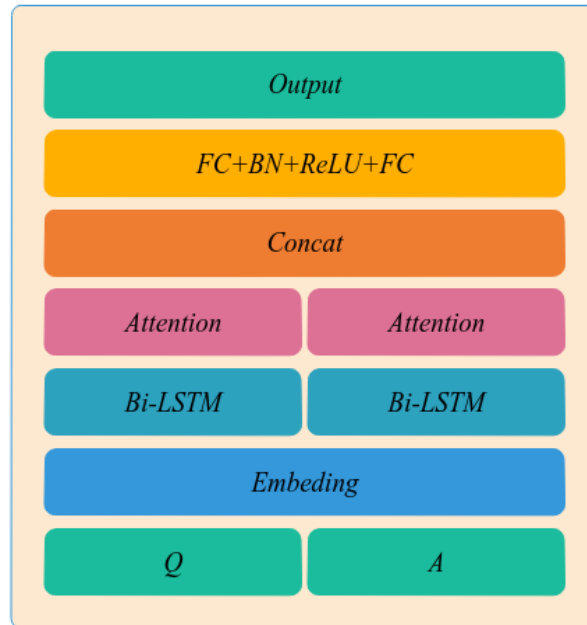 Output
FC+BN+ReLU+FC
Concat
Attention Attention
Bi-LSTM Bi-LSTM
Embeding
Q A